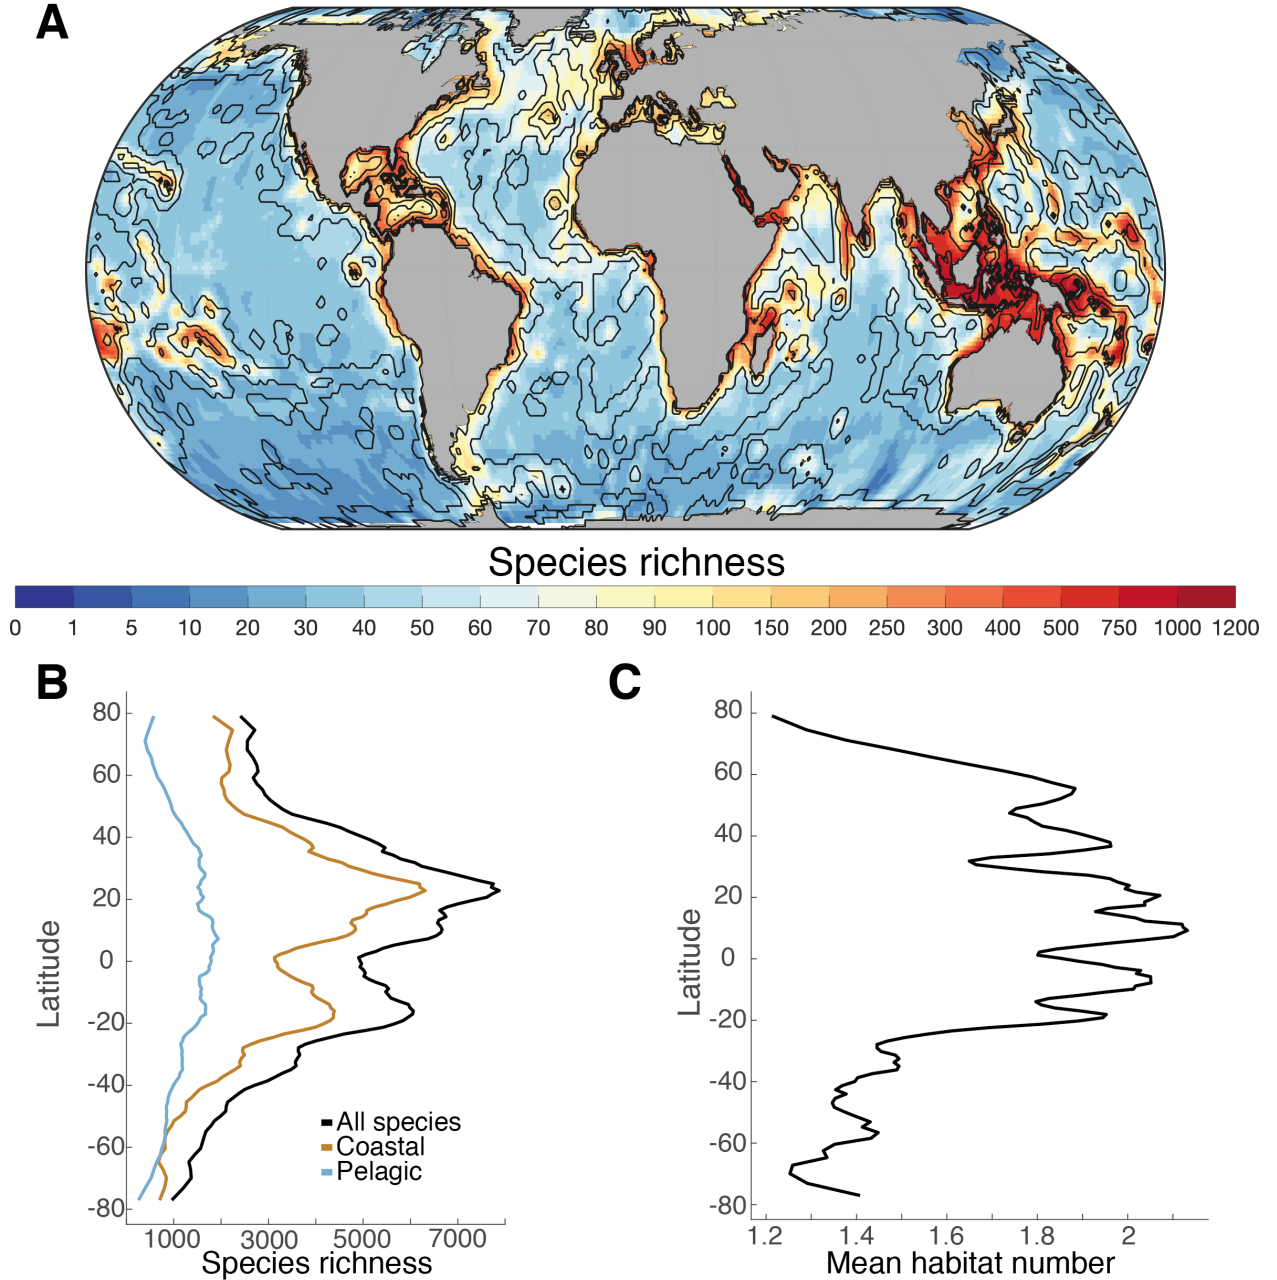 A
Species richness
0 1 5 10 20 30 40 50 60 70 80 90 100 150 200 250 300 400 500 750 1000 1200
B
80
60
40
20
0
-20
-40
-60
-80
Latitude
All species
Coastal
Pelagic
1000 3000 5000 7000
Species richness
C
80
60
40
20
0
-20
-40
-60
-80
Latitude
1.2 1.4 1.6 1.8 2
Mean habitat number